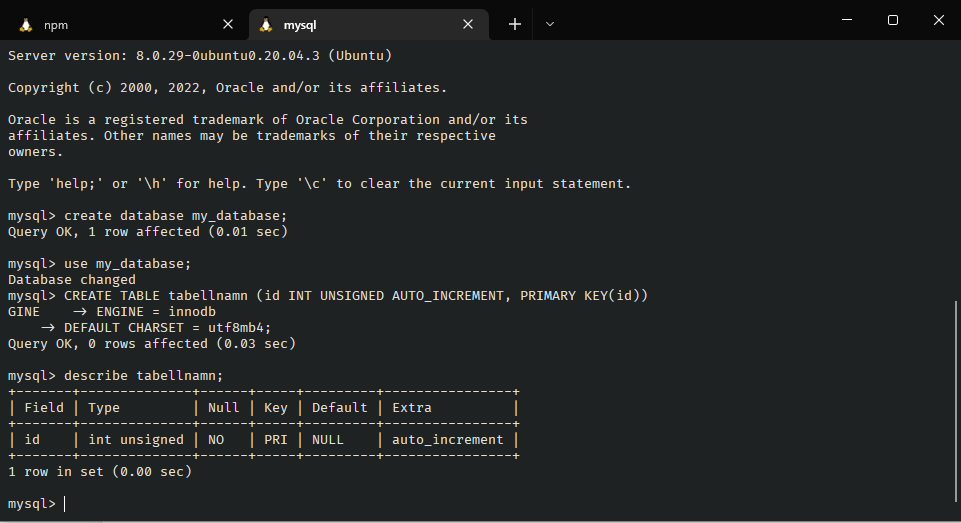 npm
mysql
Server version: 8.0.29-0ubuntu0.20.04.3 (Ubuntu)
Copyright (c) 2000, 2022, Oracle and/or its affiliates.
Oracle is a registered trademark of Oracle Corporation and/or its
affiliates. Other names may be trademarks of their respective
owners.
Type 'help;' or '\h' for help. Type '\c' to clear the current input statement.
mysql> create database my_database;
Query OK, 1 row affected (0.01 sec)
mysql> use my_database;
Database changed
mysql> CREATE TABLE tabellnamn (id INT UNSIGNED AUTO_INCREMENT, PRIMARY KEY(id))
GINE    -> ENGINE = innodb
    -> DEFAULT CHARSET = utf8mb4;
Query OK, 0 rows affected (0.03 sec)
mysql> describe tabellnamn;
+-------+--------------+------+-----+---------+----------------+
| Field | Type         | Null | Key | Default | Extra          |
+-------+--------------+------+-----+---------+----------------+
| id    | int unsigned | NO   | PRI | NULL    | auto_increment |
+-------+--------------+------+-----+---------+----------------+
1 row in set (0.00 sec)
mysql>